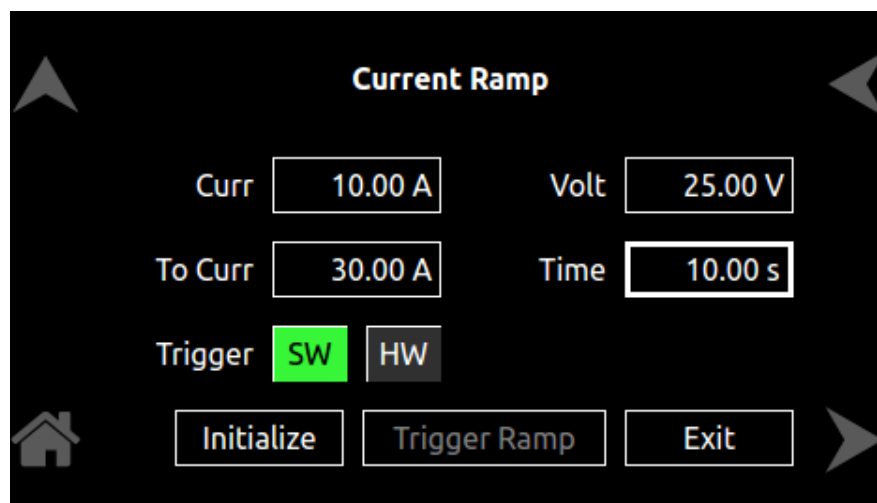 Current Ramp
Curr 10.00 A Volt 25.00 V
To Curr 30.00 A Time 10.00 s
Trigger SW HW
Initialize Trigger Ramp Exit